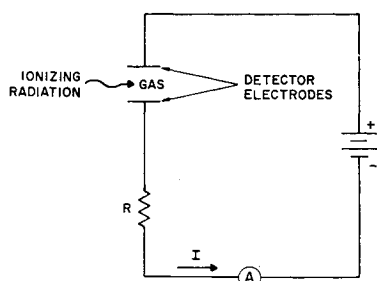 IONIZING
RADIATION
GAS
DETECTOR
ELECTRODES
+
-
R
I
A